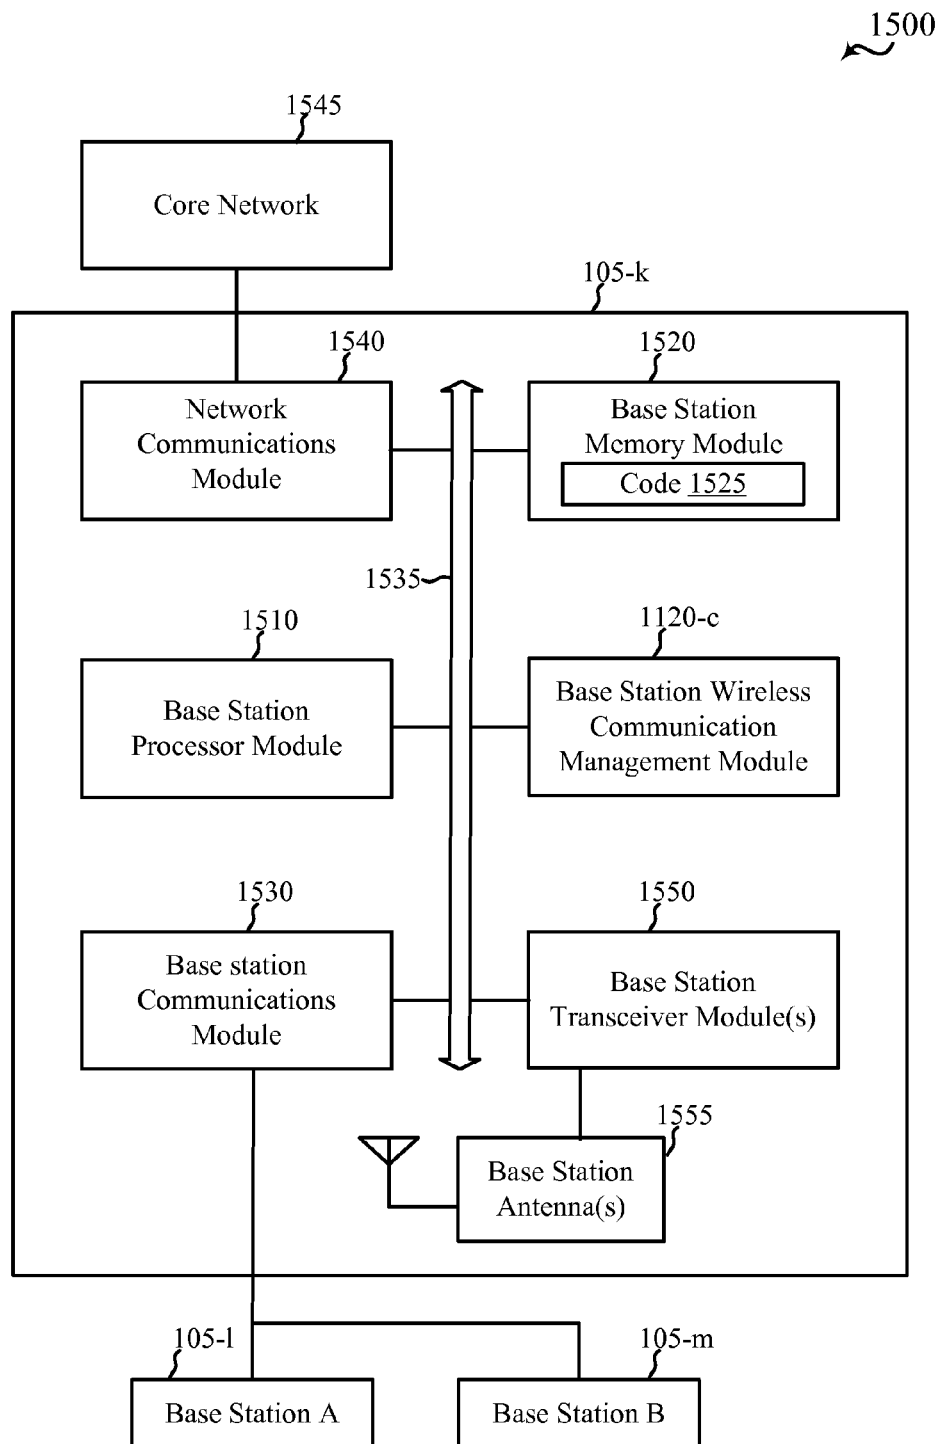 1500
1545
Core Network
105-k
1540
Network
Communications
Module
1520
Base Station
Memory Module
Code 1525
1535
1510
Base Station
Processor Module
1120-c
Base Station Wireless
Communication
Management Module
1530
Base station
Communications
Module
1550
Base Station
Transceiver Module(s)
1555
Base Station
Antenna(s)
105-l
Base Station A
105-m
Base Station B